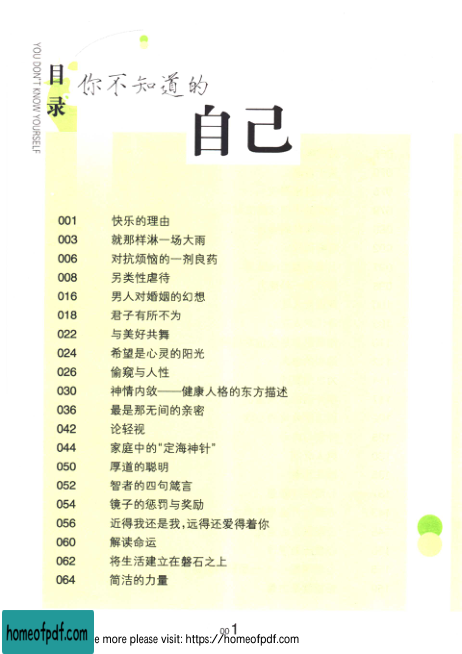 YOU DON'T KNOW YOURSELF
目录
你不知道的
自己
001 快乐的理由
003 就那样淋一场大雨
006 对抗烦恼的一剂良药
008 另类性虐待
016 男人对婚姻的幻想
018 君子有所不为
022 与美好共舞
024 希望是心灵的阳光
026 偷窥与人性
030 神情内敛——健康人格的东方描述
036 最是那无间的亲密
042 论轻视
044 家庭中的“定海神针”
050 厚道的聪明
052 智者的四句箴言
054 镜子的惩罚与奖励
056 近得我还是我，远得还爱得着你
060 解读命运
062 将生活建立在磐石之上
064 简洁的力量
001
homeofpdf.com
e more please visit: https://homeofpdf.com